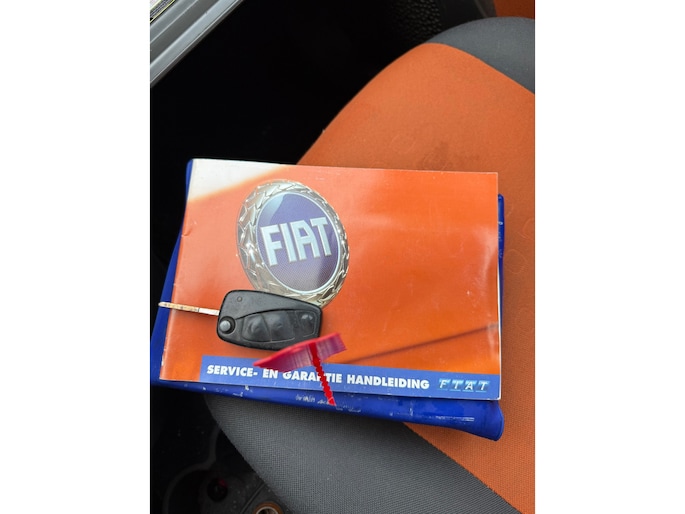 FIAT
SERVICE- EN GARANTIE HANDLEIDING FIAT